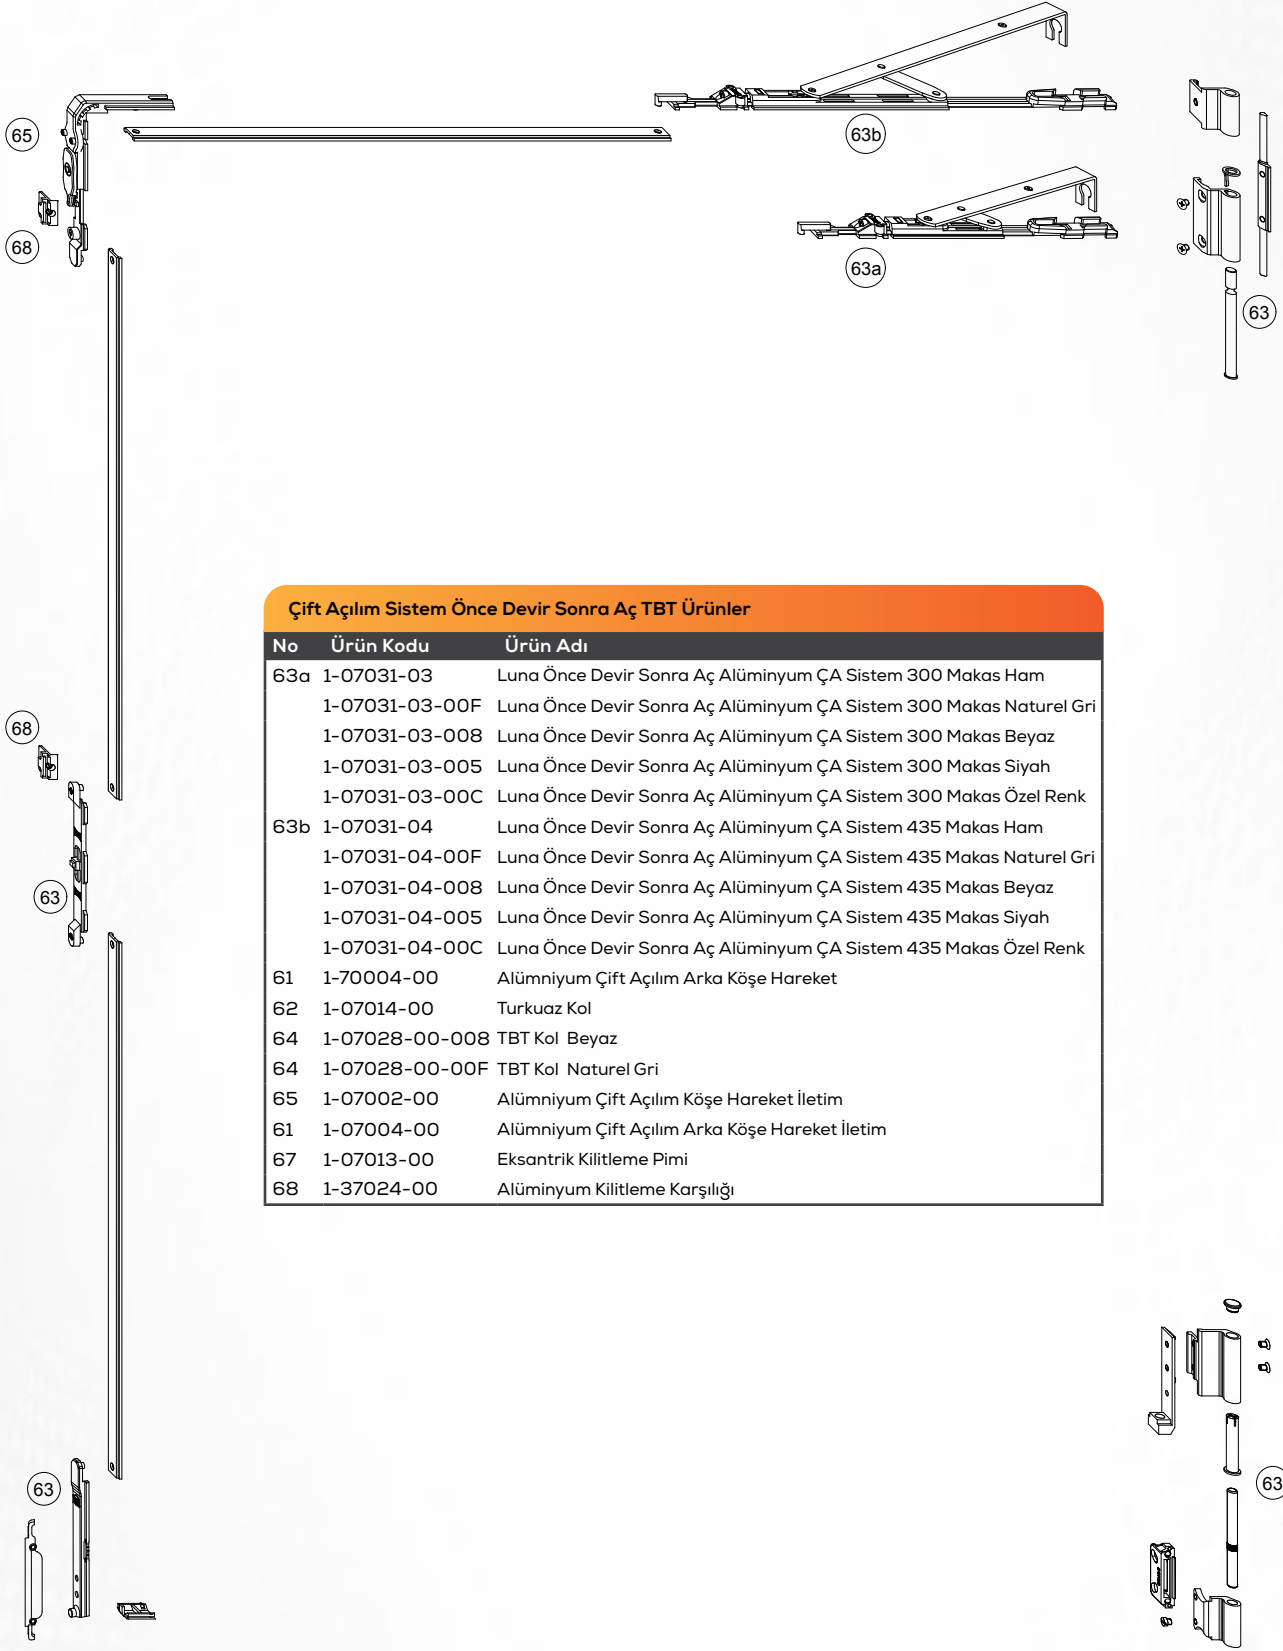 65
63b
68
63a
63
Çift Açılım Sistem Önce Devir Sonra Aç TBT Ürünler
No Ürün Kodu Ürün Adı
63a 1-07031-03 Luna Önce Devir Sonra Aç Alüminyum ÇA Sistem 300 Makas Ham
1-07031-03-00F Luna Önce Devir Sonra Aç Alüminyum ÇA Sistem 300 Makas Naturel Gri
1-07031-03-008 Luna Önce Devir Sonra Aç Alüminyum ÇA Sistem 300 Makas Beyaz
1-07031-03-005 Luna Önce Devir Sonra Aç Alüminyum ÇA Sistem 300 Makas Siyah
1-07031-03-00C Luna Önce Devir Sonra Aç Alüminyum ÇA Sistem 300 Makas Özel Renk
63b 1-07031-04 Luna Önce Devir Sonra Aç Alüminyum ÇA Sistem 435 Makas Ham
1-07031-04-00F Luna Önce Devir Sonra Aç Alüminyum ÇA Sistem 435 Makas Naturel Gri
1-07031-04-008 Luna Önce Devir Sonra Aç Alüminyum ÇA Sistem 435 Makas Beyaz
1-07031-04-005 Luna Önce Devir Sonra Aç Alüminyum ÇA Sistem 435 Makas Siyah
1-07031-04-00C Luna Önce Devir Sonra Aç Alüminyum ÇA Sistem 435 Makas Özel Renk
61 1-70004-00 Alümniyum Çift Açılım Arka Köşe Hareket
62 1-07014-00 Turkuaz Kol
64 1-07028-00-008 TBT Kol Beyaz
64 1-07028-00-00F TBT Kol Naturel Gri
65 1-07002-00 Alümniyum Çift Açılım Köşe Hareket İletim
61 1-07004-00 Alümniyum Çift Açılım Arka Köşe Hareket İletim
67 1-07013-00 Eksantrik Kilitleme Pimi
68 1-37024-00 Alüminyum Kilitleme Karşılığı
68
63
63
63